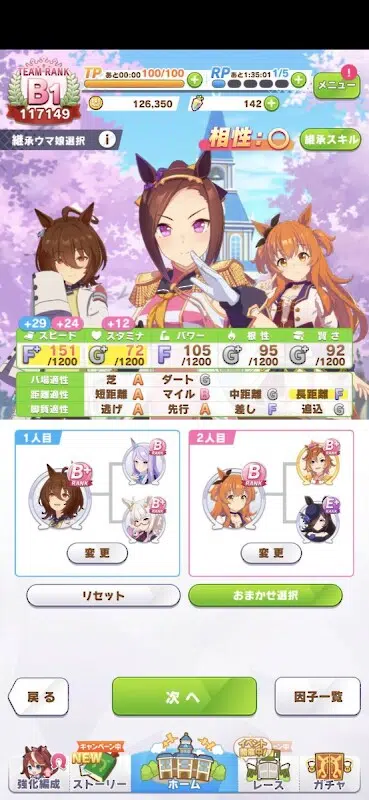 TEAM RANK
B1
117149
TP あと00:00 100/100
RP あと1:35:01 1/5
メニュー
126,350
142
継承ウマ娘選択
相性:◯
継承スキル
+29 +24 +12
スピード スタミナ パワー 根性 賢さ
F+ 151/1200 G+ 72/1200 F 105/1200 G+ 95/1200 G+ 92/1200
バ場適性 芝 A ダート G
距離適性 短距離 A マイル B 中距離 G 長距離 F
脚質適性 逃げ A 先行 A 差し F 追込 G
1人目
2人目
B+ RANK
B RANK
E+ RANK
変更
変更
リセット
おまかせ選択
戻る
次へ
因子一覧
キャンペーン中
NEW
イベント開催中!
強化編成
ストーリー
ホーム
レース
ガチャ